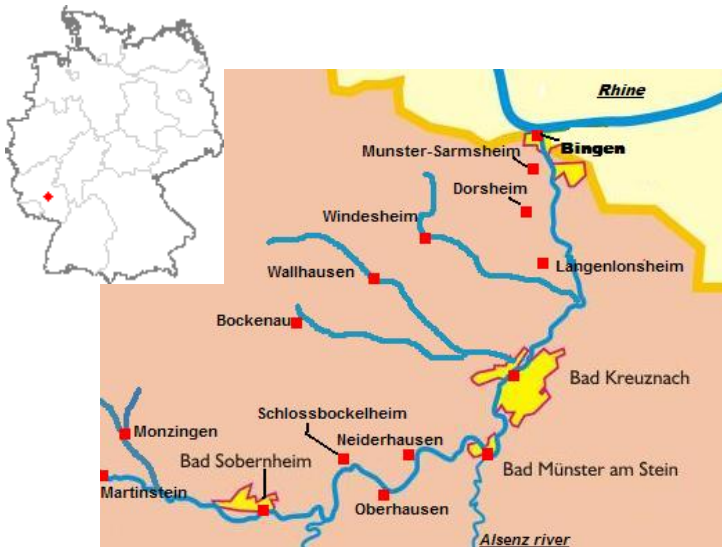 Rhine
Bingen
Munster-Sarmsheim
Dorsheim
Windesheim
Langenlonsheim
Wallhausen
Bockenau
Bad Kreuznach
Schlossbockelheim
Monzingen
Neiderhausen
Bad Sobernheim
Bad Münster am Stein
Martinstein
Oberhausen
Alsenz river